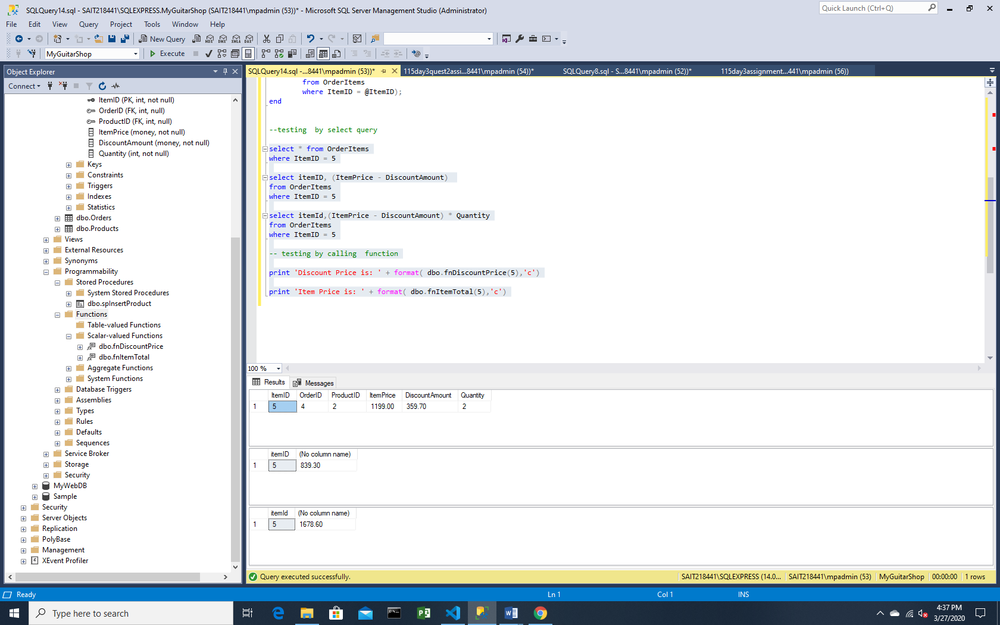 SQLQuery14.sql - SAIT218441\SQLEXPRESS.MyGuitarShop (SAIT218441\mpadmin (53))* - Microsoft SQL Server Management Studio (Administrator)
Quick Launch (Ctrl+Q)
File Edit View Query Project Tools Window Help
New Query
MDX DMX XMLA DAX
MyGuitarShop
Execute
Object Explorer
Connect
ItemID (PK, int, not null)
OrderID (FK, int, null)
ProductID (FK, int, null)
ItemPrice (money, not null)
DiscountAmount (money, not null)
Quantity (int, not null)
Keys
Constraints
Triggers
Indexes
Statistics
dbo.Orders
dbo.Products
Views
External Resources
Synonyms
Programmability
Stored Procedures
System Stored Procedures
dbo.spInsertProduct
Functions
Table-valued Functions
Scalar-valued Functions
dbo.fnDiscountPrice
dbo.fnItemTotal
Aggregate Functions
System Functions
Database Triggers
Assemblies
Types
Rules
Defaults
Sequences
Service Broker
Storage
Security
MyWebDB
Sample
Security
Server Objects
Replication
PolyBase
Management
XEvent Profiler
SQLQuery14.sql -...8441\mpadmin (53))* 115day3quest2assi...8441\mpadmin (54))* SQLQuery8.sql - S...8441\mpadmin (52))* 115day3assignment...441\mpadmin (56))
from OrderItems
where ItemID = @ItemID);
end
--testing  by select query
select * from OrderItems
where ItemID = 5
select itemID, (ItemPrice - DiscountAmount)
from OrderItems
where ItemID = 5
select itemId,(ItemPrice - DiscountAmount) * Quantity
from OrderItems
where ItemID = 5
-- testing by calling  function
print 'Discount Price is: ' + format( dbo.fnDiscountPrice(5),'c')
print 'Item Price is: ' + format( dbo.fnItemTotal(5),'c')
100 %
Results Messages
ItemID OrderID ProductID ItemPrice DiscountAmount Quantity
1 5 4 2 1199.00 359.70 2
itemID (No column name)
1 5 839.30
itemId (No column name)
1 5 1678.60
Query executed successfully.
SAIT218441\SQLEXPRESS (14.0... SAIT218441\mpadmin (53) MyGuitarShop 00:00:00 1 rows
Ready Ln 1 Col 1 INS
Type here to search
4:37 PM
3/27/2020